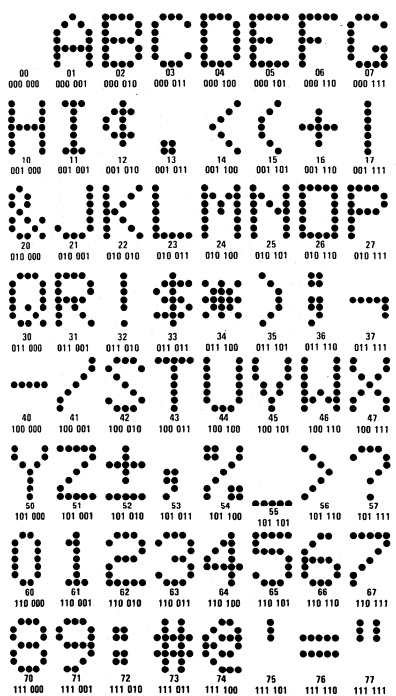 A B C D E F G
00 01 02 03 04 05 06 07
000 000 000 001 000 010 000 011 000 100 000 101 000 110 000 111
H I ¢ . < ( + |
10 11 12 13 14 15 16 17
001 000 001 001 001 010 001 011 001 100 001 101 001 110 001 111
& J K L M N O P
20 21 22 23 24 25 26 27
010 000 010 001 010 010 010 011 010 100 010 101 010 110 010 111
Q R ! $ * ) ; ¬
30 31 32 33 34 35 36 37
011 000 011 001 011 010 011 011 011 100 011 101 011 110 011 111
- / S T U V W X
40 41 42 43 44 45 46 47
100 000 100 001 100 010 100 011 100 100 100 101 100 110 100 111
Y Z ± , % _ > ?
50 51 52 53 54 55 56 57
101 000 101 001 101 010 101 011 101 100 101 101 101 110 101 111
0 1 2 3 4 5 6 7
60 61 62 63 64 65 66 67
110 000 110 001 110 010 110 011 110 100 110 101 110 110 110 111
8 9 : # @ ' = "
70 71 72 73 74 75 76 77
111 000 111 001 111 010 111 011 111 100 111 101 111 110 111 111